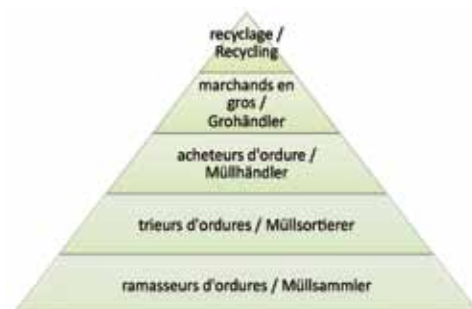 recyclage /
Recycling
marchands en
gros /
Grohändler
acheteurs d'ordure /
Müllhändler
trieurs d'ordures / Müllsortierer
ramasseurs d'ordures / Müllsammler